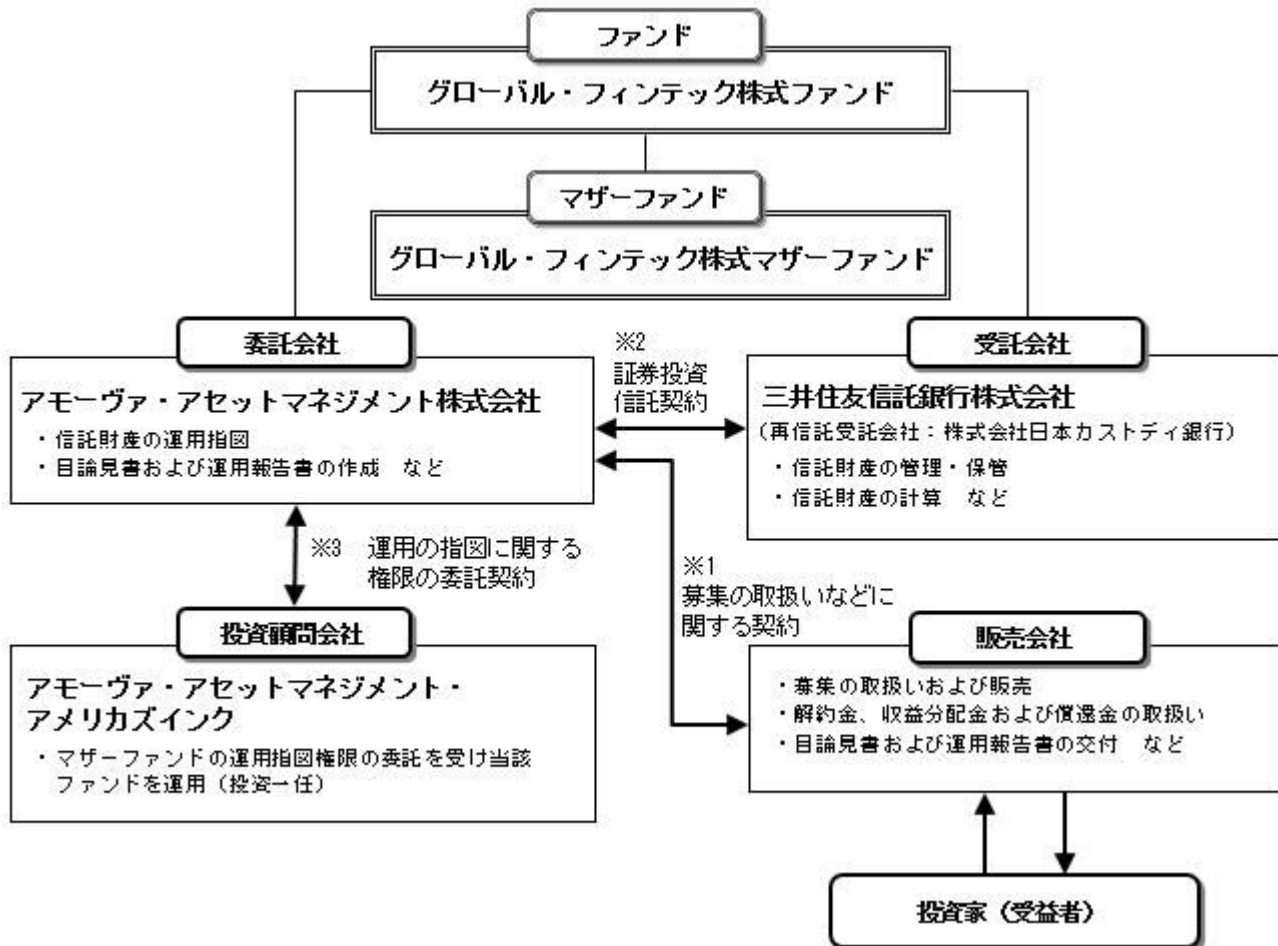 ファンド
グローバル・フィンテック株式ファンド
マザーファンド
グローバル・フィンテック株式マザーファンド
委託会社
アモーヴァ・アセットマネジメント株式会社
・信託財産の運用指図
・目論見書および運用報告書の作成　など
※2
証券投資
信託契約
受託会社
三井住友信託銀行株式会社
(再信託受託会社：株式会社日本カストディ銀行)
・信託財産の管理・保管
・信託財産の計算　など
※3　運用の指図に関する
権限の委託契約
※1
募集の取扱いなどに
関する契約
投資顧問会社
アモーヴァ・アセットマネジメント・
アメリカズインク
・マザーファンドの運用指図権限の委託を受け当該
ファンドを運用（投資一任）
販売会社
・募集の取扱いおよび販売
・解約金、収益分配金および償還金の取扱い
・目論見書および運用報告書の交付　など
投資家（受益者）